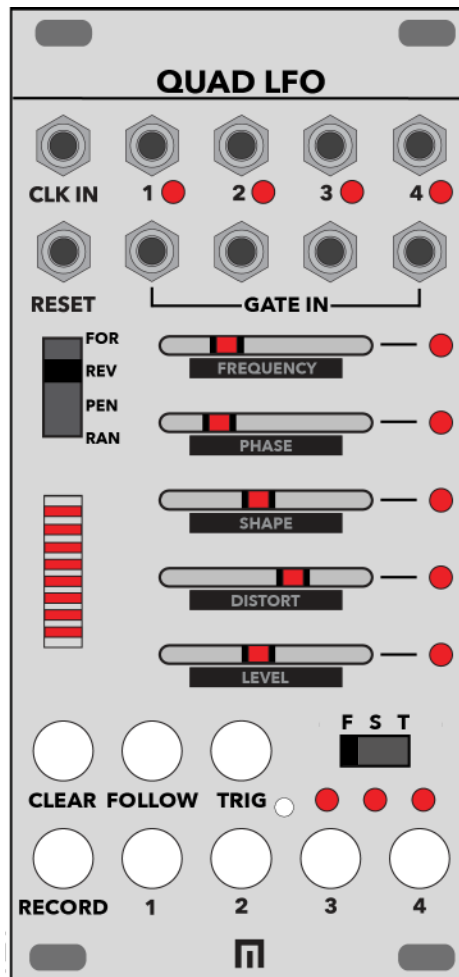 QUAD LFO
CLK IN 1 2 3 4
RESET GATE IN
FOR
REV
PEN
RAN
FREQUENCY
PHASE
SHAPE
DISTORT
LEVEL
F S T
CLEAR FOLLOW TRIG
RECORD 1 2 3 4